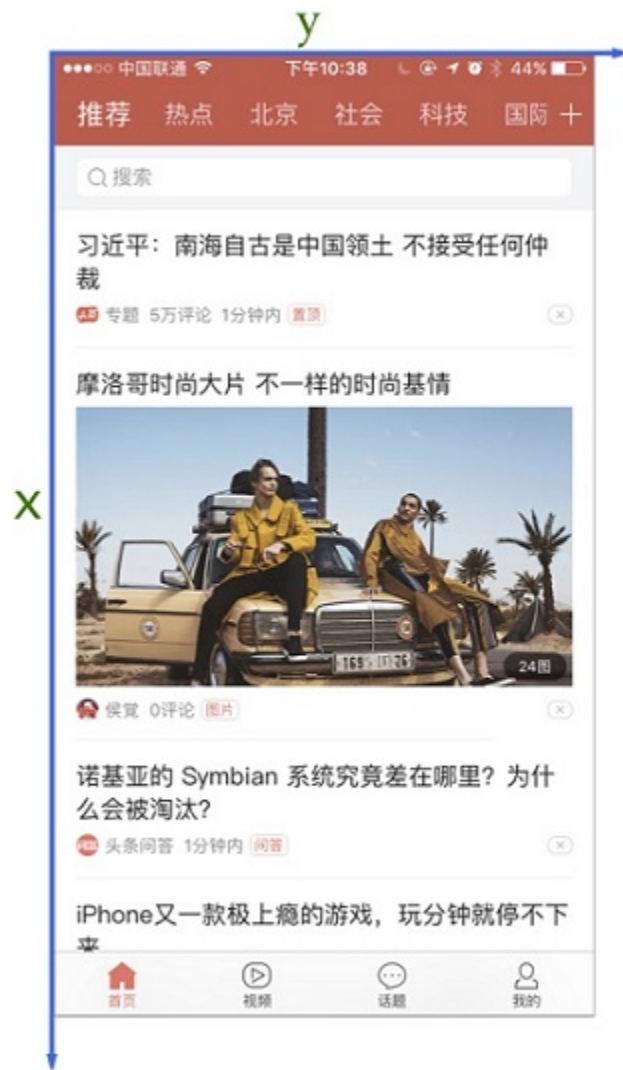 y
中国联通 下午10:38 44%
推荐 热点 北京 社会 科技 国际 +
搜索
习近平：南海自古是中国领土 不接受任何仲
裁
专题 5万评论 1分钟内 置顶
摩洛哥时尚大片 不一样的时尚基情
x
24图
侯觉 0评论 图片
诺基亚的 Symbian 系统究竟差在哪里？为什
么会被淘汰？
头条问答 1分钟内 问答
iPhone又一款极上瘾的游戏，玩分钟就停不下
来
首页 视频 话题 我的